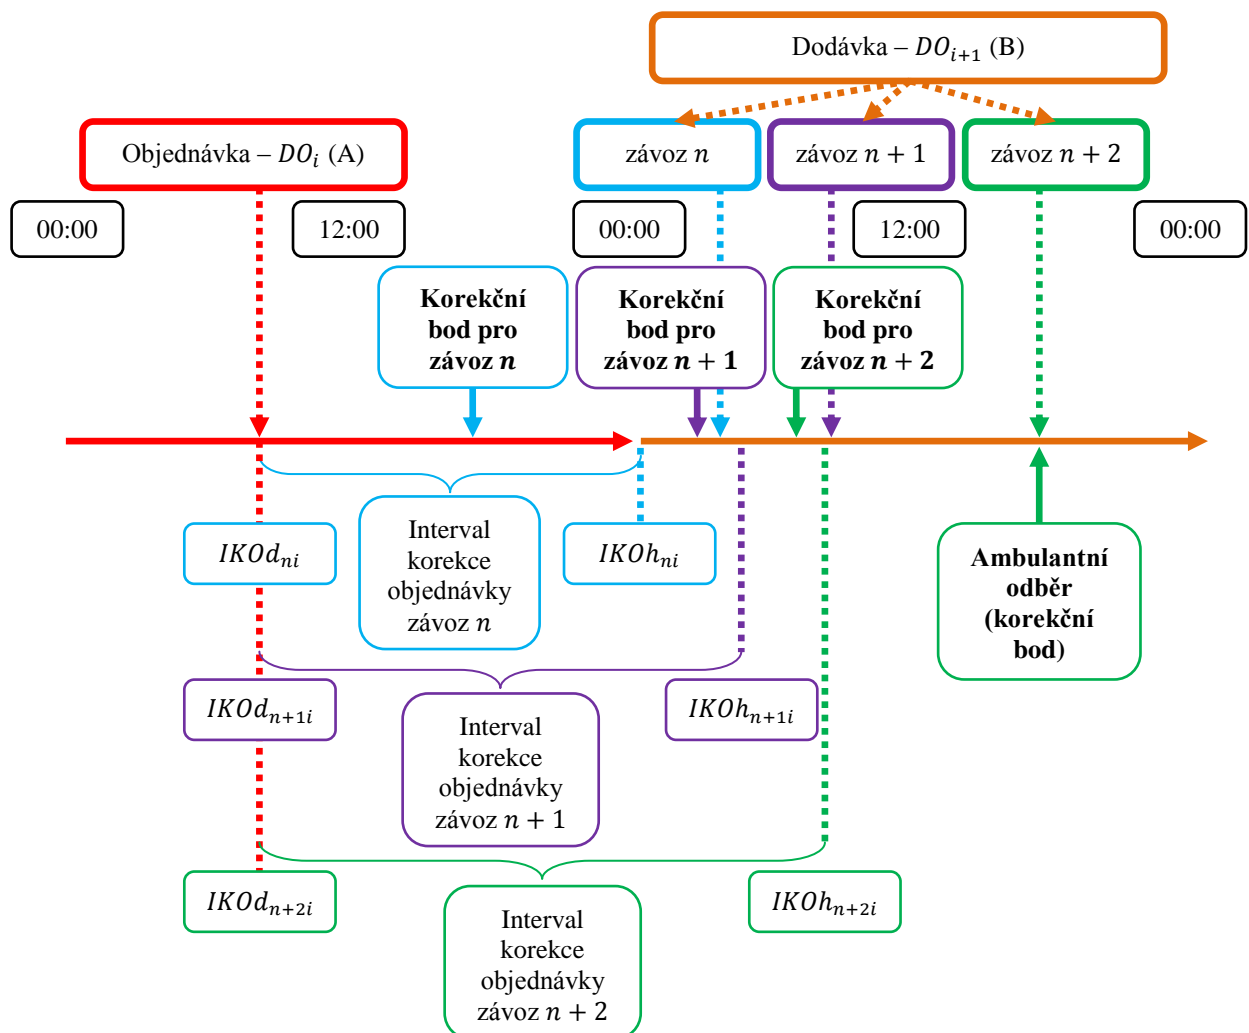 Dodávka – DO_{i+1} (B)
Objednávka – DO_i (A)
závoz n
závoz n + 1
závoz n + 2
00:00
12:00
00:00
12:00
00:00
Korekční
bod pro
závoz n
Korekční
bod pro
závoz n + 1
Korekční
bod pro
závoz n + 2
Interval
korekce
objednávky
závoz n
IKOd_{ni}
IKOh_{ni}
Ambulantní
odběr
(korekční
bod)
IKOd_{n+1i}
Interval
korekce
objednávky
závoz n + 1
IKOh_{n+1i}
IKOd_{n+2i}
Interval
korekce
objednávky
závoz n + 2
IKOh_{n+2i}